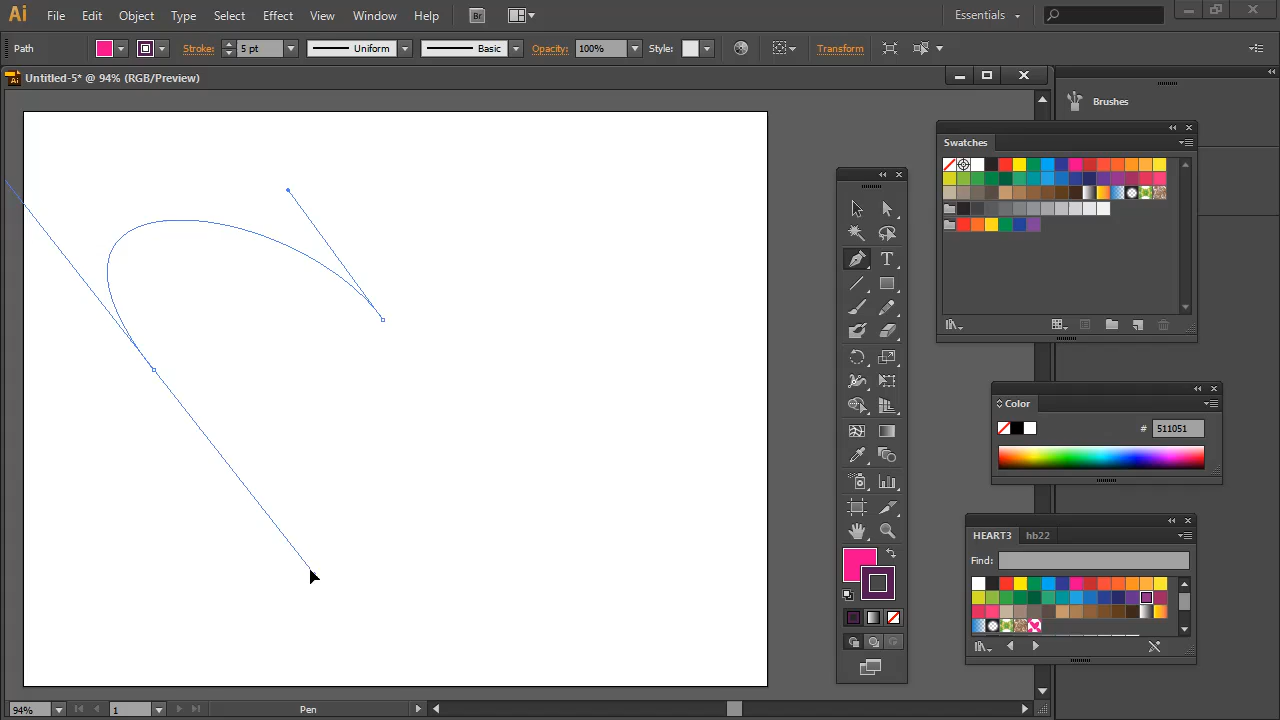 Ai File Edit Object Type Select Effect View Window Help Br Essentials
Path Stroke: 5 pt Uniform Basic Opacity: 100% Style: Transform
Ai Untitled-5* @ 94% (RGB/Preview)
Brushes
Swatches
T
Color
# 511051
HEART3 hb22
Find:
94% 1 Pen